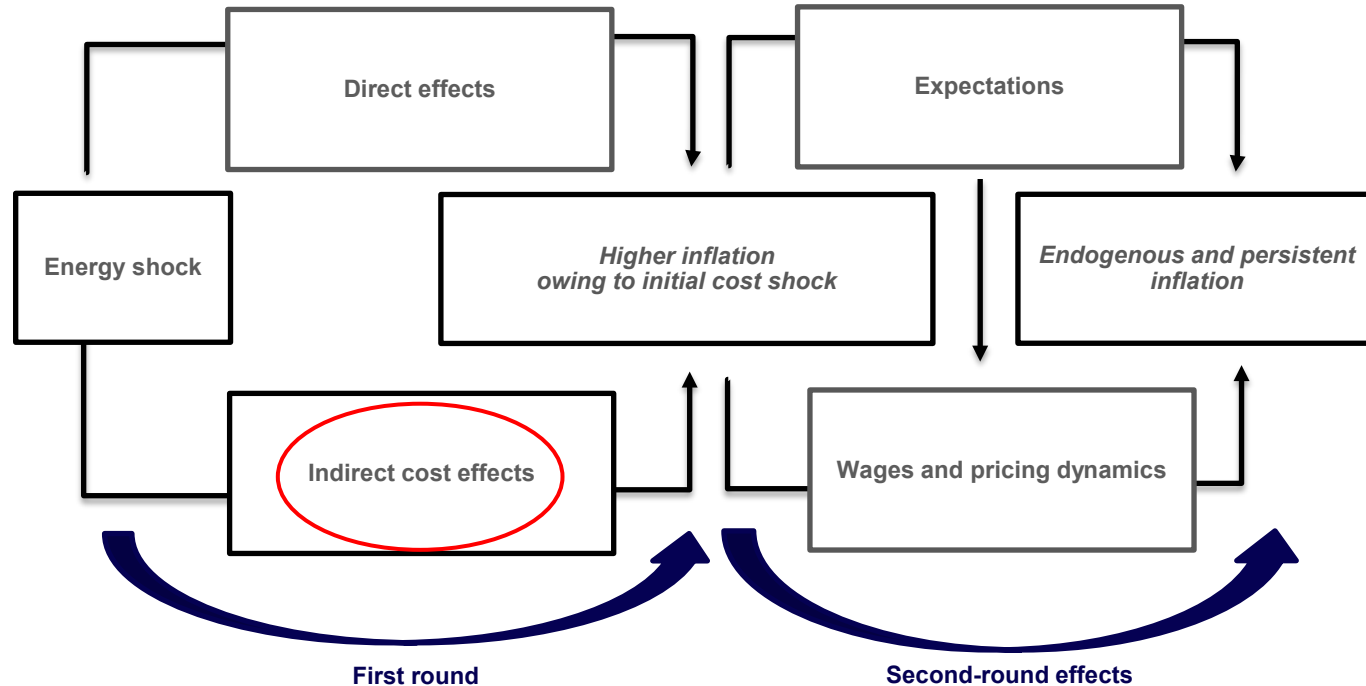 Direct effects
Expectations
Energy shock
Higher inflation
owing to initial cost shock
Endogenous and persistent
inflation
Indirect cost effects
Wages and pricing dynamics
First round
Second-round effects